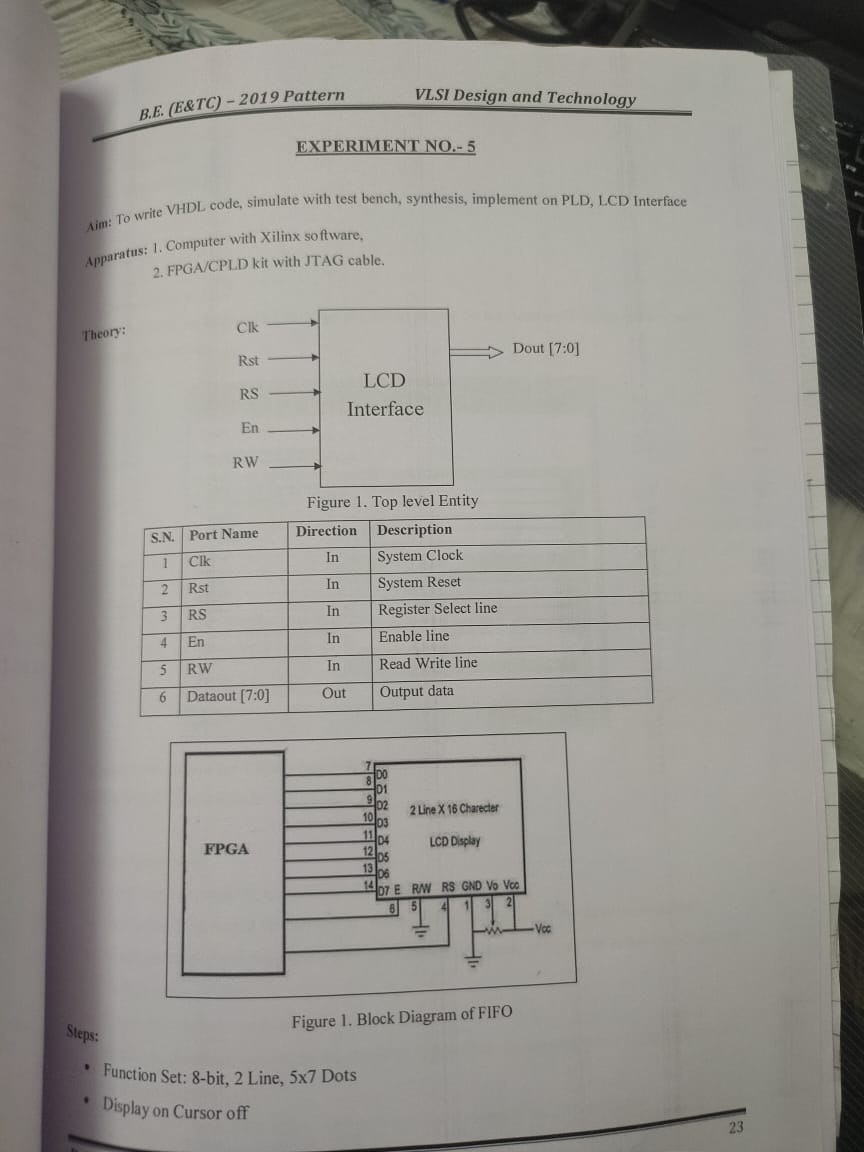 B.E. (E&TC) – 2019 Pattern VLSI Design and Technology
EXPERIMENT NO.- 5
Aim: To write VHDL code, simulate with test bench, synthesis, implement on PLD, LCD Interface
Apparatus: 1. Computer with Xilinx software,
2. FPGA/CPLD kit with JTAG cable.
Theory:
Clk
Rst
RS
En
RW
LCD
Interface
Dout [7:0]
Figure 1. Top level Entity
S.N. Port Name Direction Description
1 Clk In System Clock
2 Rst In System Reset
3 RS In Register Select line
4 En In Enable line
5 RW In Read Write line
6 Dataout [7:0] Out Output data
FPGA
7 D0
8 D1
9 D2
10 D3
11 D4
12 D5
13 D6
14 D7
2 Line X 16 Charecter
LCD Display
E R/W RS GND Vo Vcc
6 5 4 1 3 2
Vcc
Figure 1. Block Diagram of FIFO
Steps:
• Function Set: 8-bit, 2 Line, 5x7 Dots
• Display on Cursor off
23